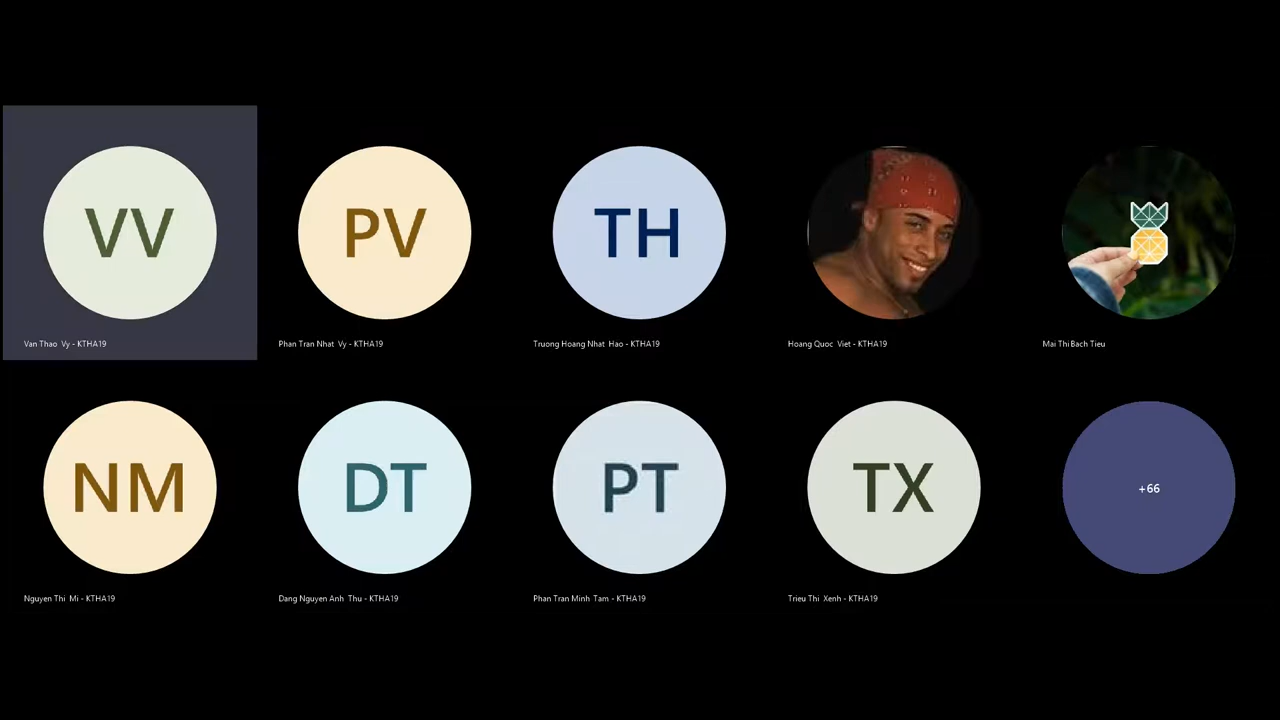 VV
PV
TH
Van Thao Vy - KTHA19
Phan Tran Nhat Vy - KTHA19
Truong Hoang Nhat Hao - KTHA19
Hoang Quoc Viet - KTHA19
Mai Thi Bach Tieu
NM
DT
PT
TX
+66
Nguyen Thi Mi - KTHA19
Dang Nguyen Anh Thu - KTHA19
Phan Tran Minh Tam - KTHA19
Trieu Thi Xenh - KTHA19